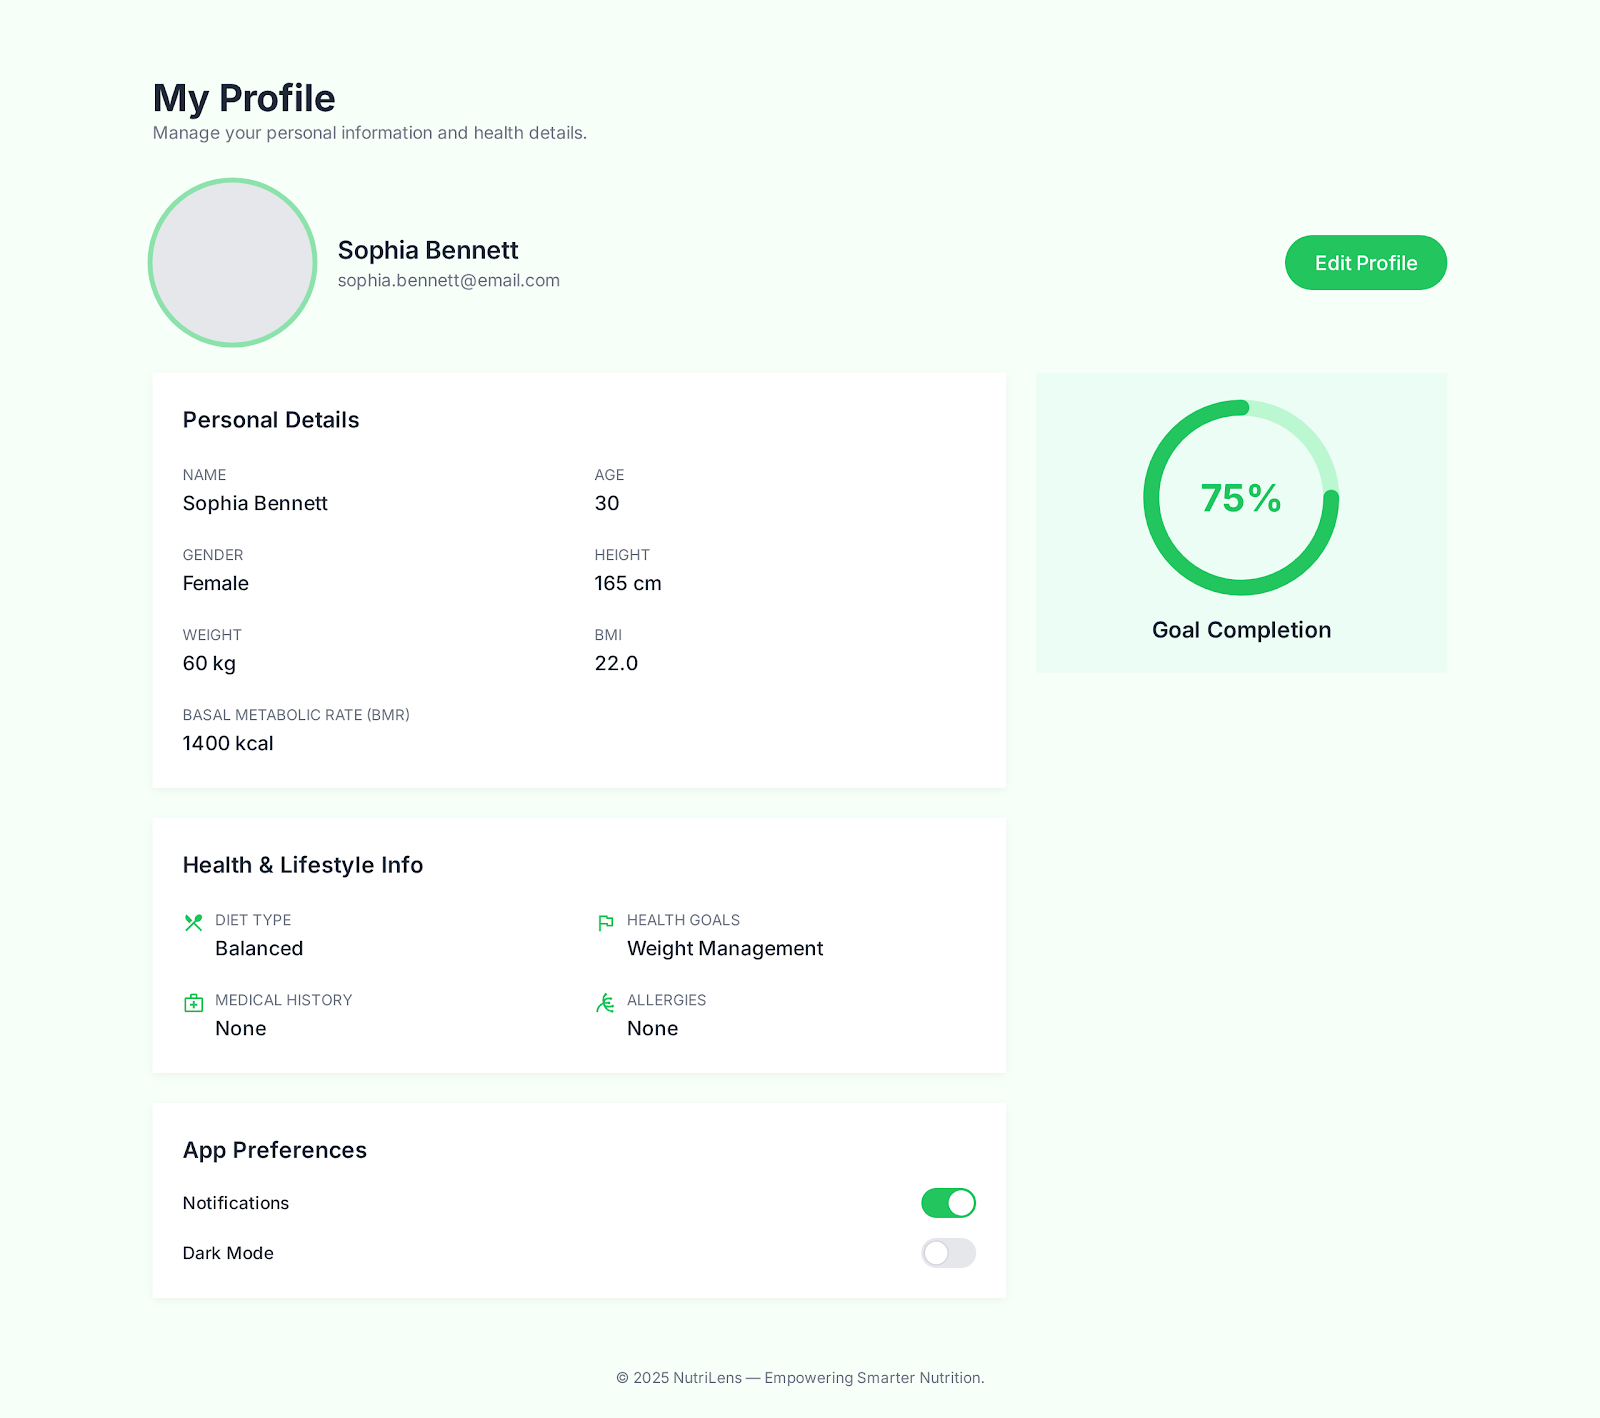 My Profile
Manage your personal information and health details.
Sophia Bennett
sophia.bennett@email.com
Edit Profile
Personal Details
NAME
Sophia Bennett
AGE
30
GENDER
Female
HEIGHT
165 cm
WEIGHT
60 kg
BMI
22.0
BASAL METABOLIC RATE (BMR)
1400 kcal
75%
Goal Completion
Health & Lifestyle Info
DIET TYPE
Balanced
HEALTH GOALS
Weight Management
MEDICAL HISTORY
None
ALLERGIES
None
App Preferences
Notifications
Dark Mode
© 2025 NutriLens — Empowering Smarter Nutrition.